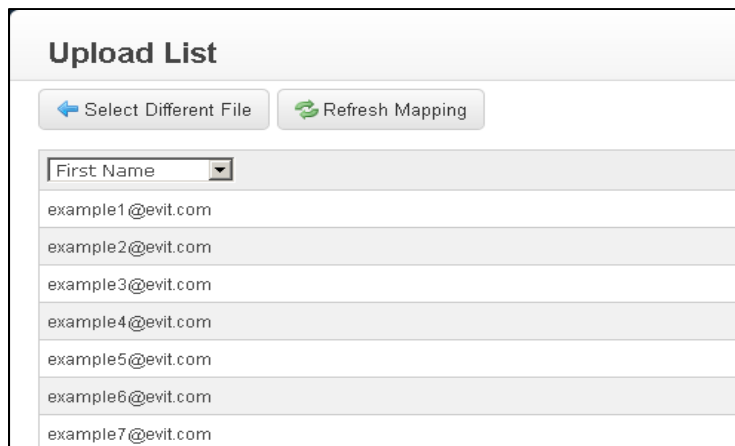 Upload List
Select Different File Refresh Mapping
First Name
example1@evit.com
example2@evit.com
example3@evit.com
example4@evit.com
example5@evit.com
example6@evit.com
example7@evit.com